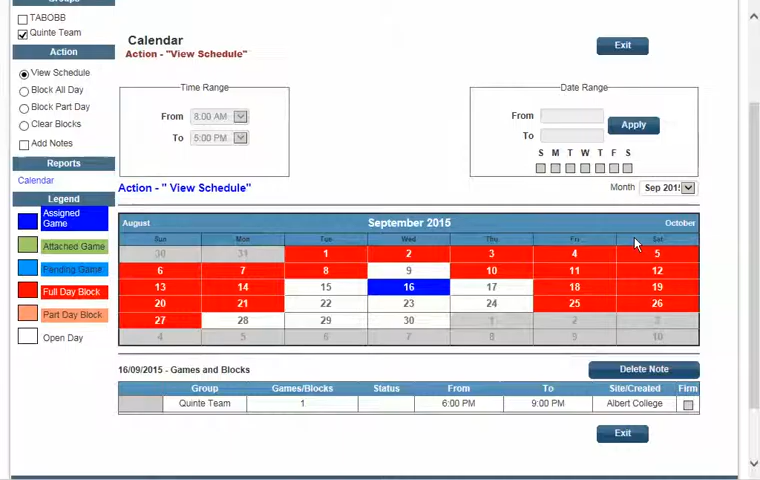 Groups
TABOBB
Quinte Team
Action
View Schedule
Block All Day
Block Part Day
Clear Blocks
Add Notes
Reports
Calendar
Legend
Assigned
Game
Attached Game
Pending Game
Full Day Block
Part Day Block
Open Day
Calendar
Action - "View Schedule"
Exit
Time Range
From 8:00 AM
To 5:00 PM
Date Range
From
To
Apply
S M T W T F S
Action - " View Schedule"
Month Sep 201
August September 2015 October
Sun Mon Tue Wed Thu Fri Sat
30 31 1 2 3 4 5
6 7 8 9 10 11 12
13 14 15 16 17 18 19
20 21 22 23 24 25 26
27 28 29 30 1 2 3
4 5 6 7 8 9 10
16/09/2015 - Games and Blocks
Delete Note
Group Games/Blocks Status From To Site/Created Firm
Quinte Team 1 6:00 PM 9:00 PM Albert College
Exit